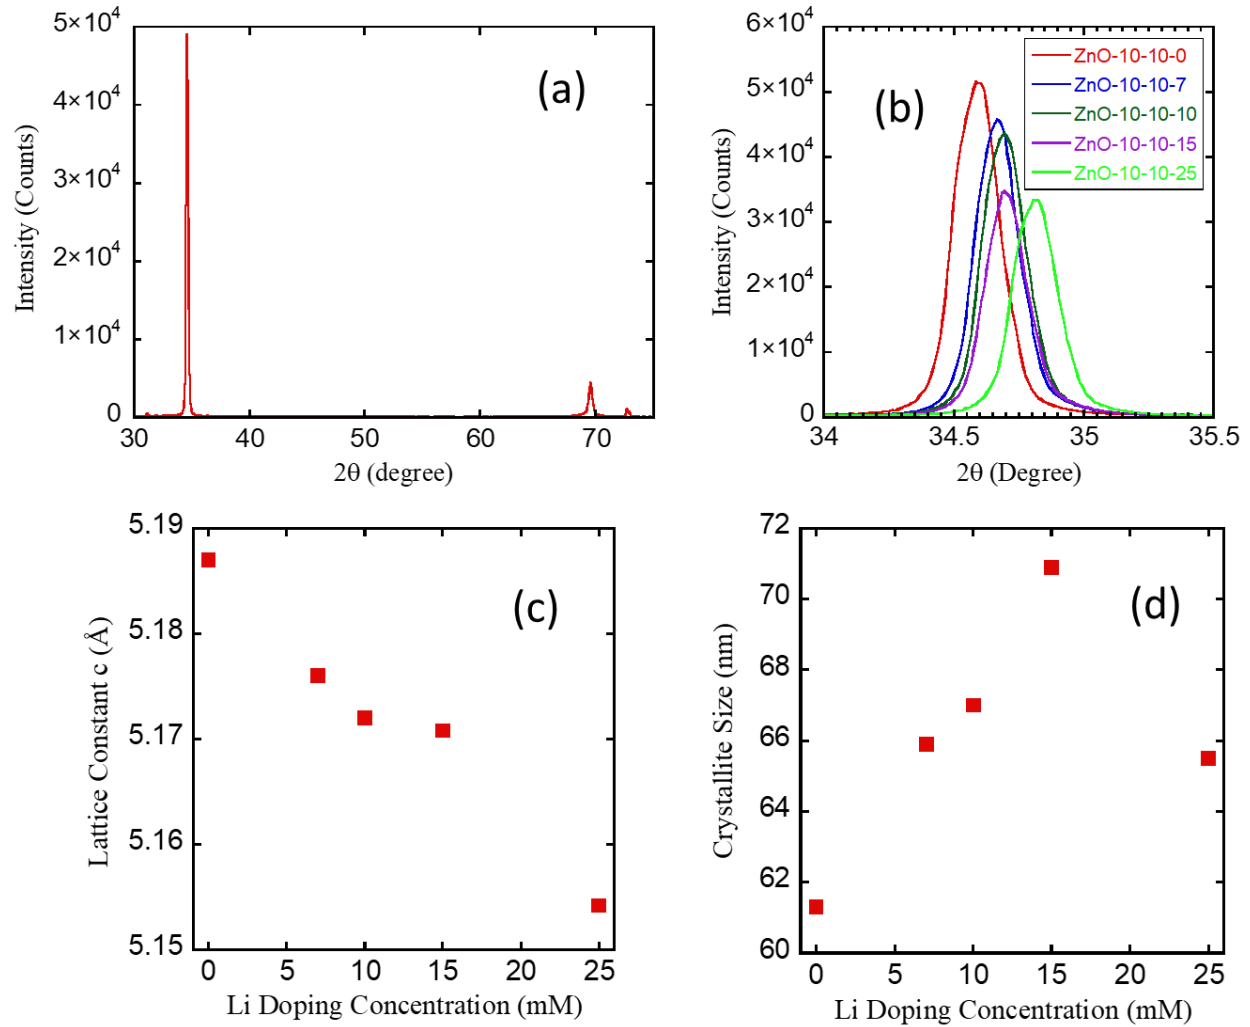 (a)
5×10⁴
4×10⁴
3×10⁴
2×10⁴
1×10⁴
0
30 40 50 60 70
Intensity (Counts)
2θ (degree)
(b)
6×10⁴
5×10⁴
4×10⁴
3×10⁴
2×10⁴
1×10⁴
0
34 34.5 35 35.5
Intensity (Counts)
2θ (Degree)
ZnO-10-10-0
ZnO-10-10-7
ZnO-10-10-10
ZnO-10-10-15
ZnO-10-10-25
(c)
5.19
5.18
5.17
5.16
5.15
0 5 10 15 20 25
Lattice Constant c (Å)
Li Doping Concentration (mM)
(d)
72
70
68
66
64
62
60
0 5 10 15 20 25
Crystallite Size (nm)
Li Doping Concentration (mM)